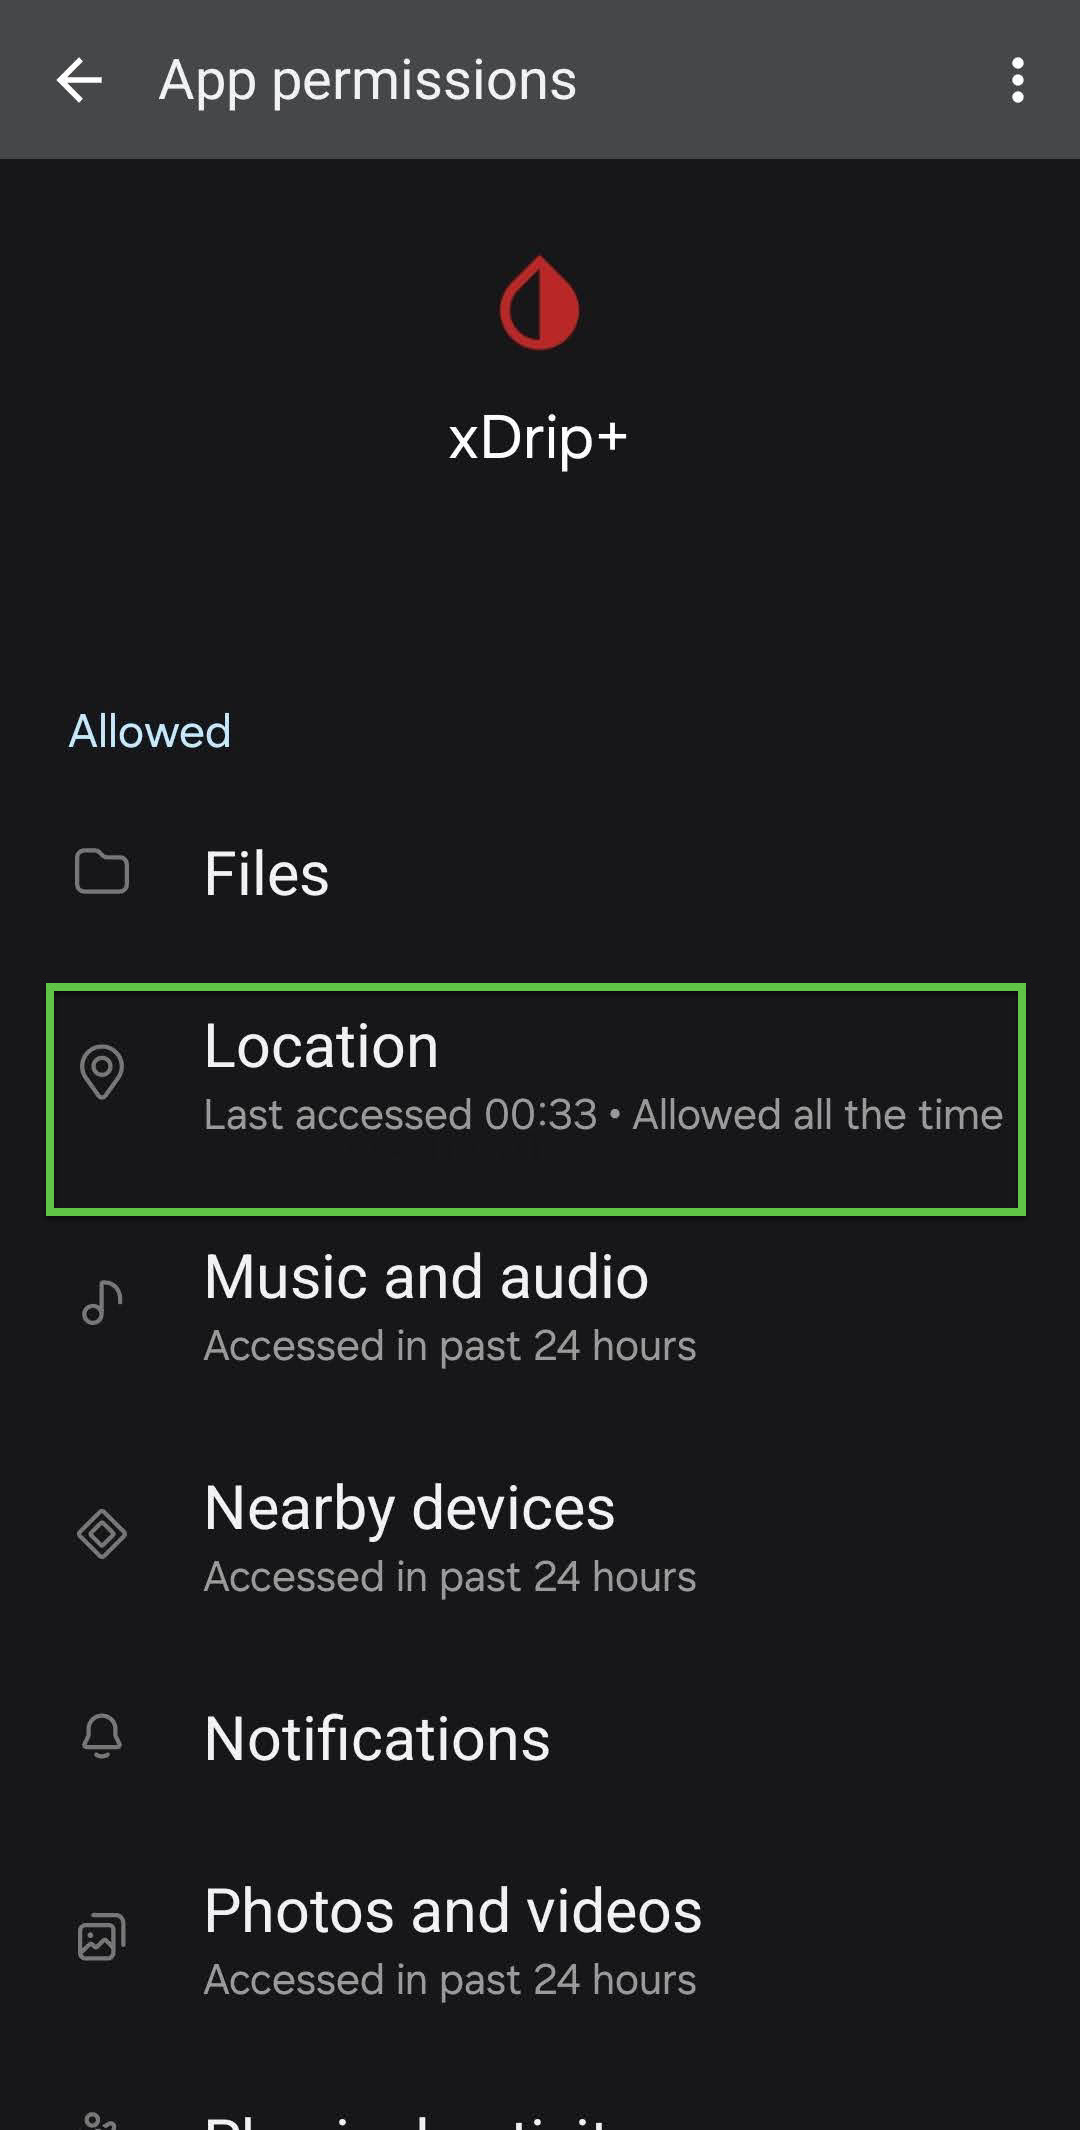 App permissions
xDrip+
Allowed
Files
Location
Last accessed 00:33 • Allowed all the time
Music and audio
Accessed in past 24 hours
Nearby devices
Accessed in past 24 hours
Notifications
Photos and videos
Accessed in past 24 hours